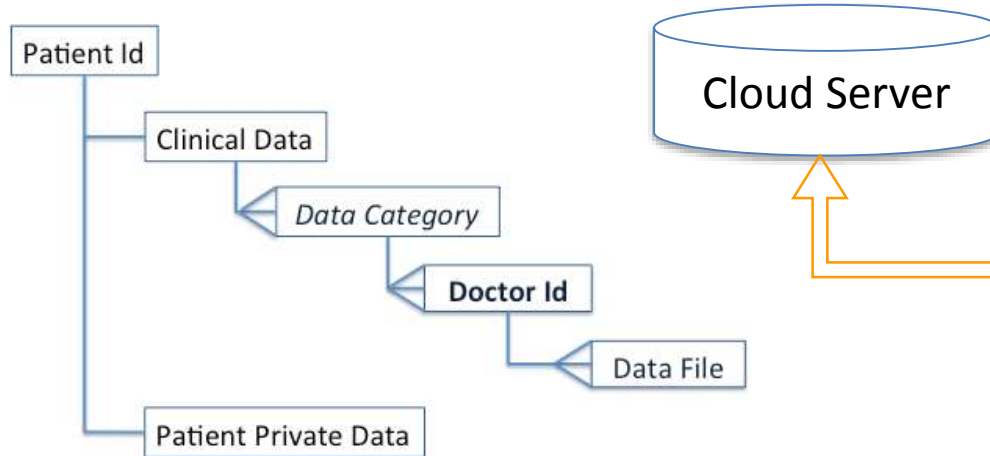 Patient Id
Cloud Server
Clinical Data
Data Category
Doctor Id
Data File
Patient Private Data